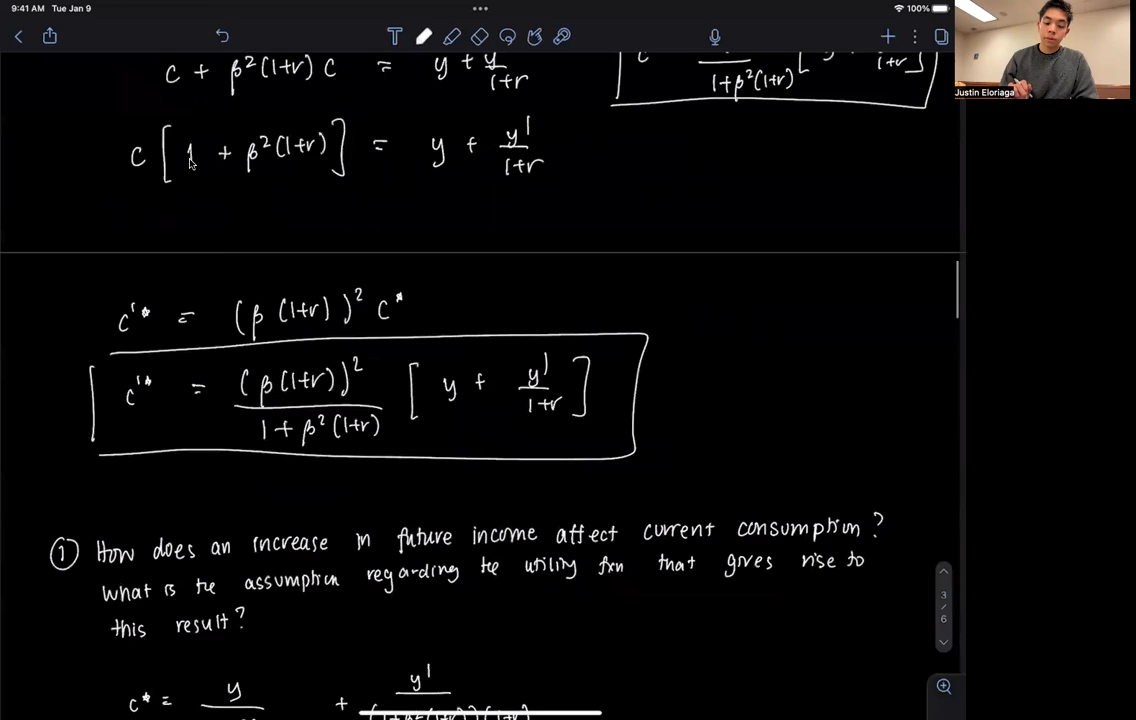 9:41 AM Tue Jan 9
100%
Justin Eloriaga
c + β²(1+r) c = y + y/1+r
1+β²(1+r)
1+r ]
c [ 1 + β²(1+r) ] = y + y'/1+r
c'* = (β (1+r))² c*
c'* = (β(1+r))² / 1 + β²(1+r) [ y + y'/1+r ]
① How does an increase in future income affect current consumption?
What is the assumption regarding the utility fxn that gives rise to
this result?
3
/
6
c* = y + y'